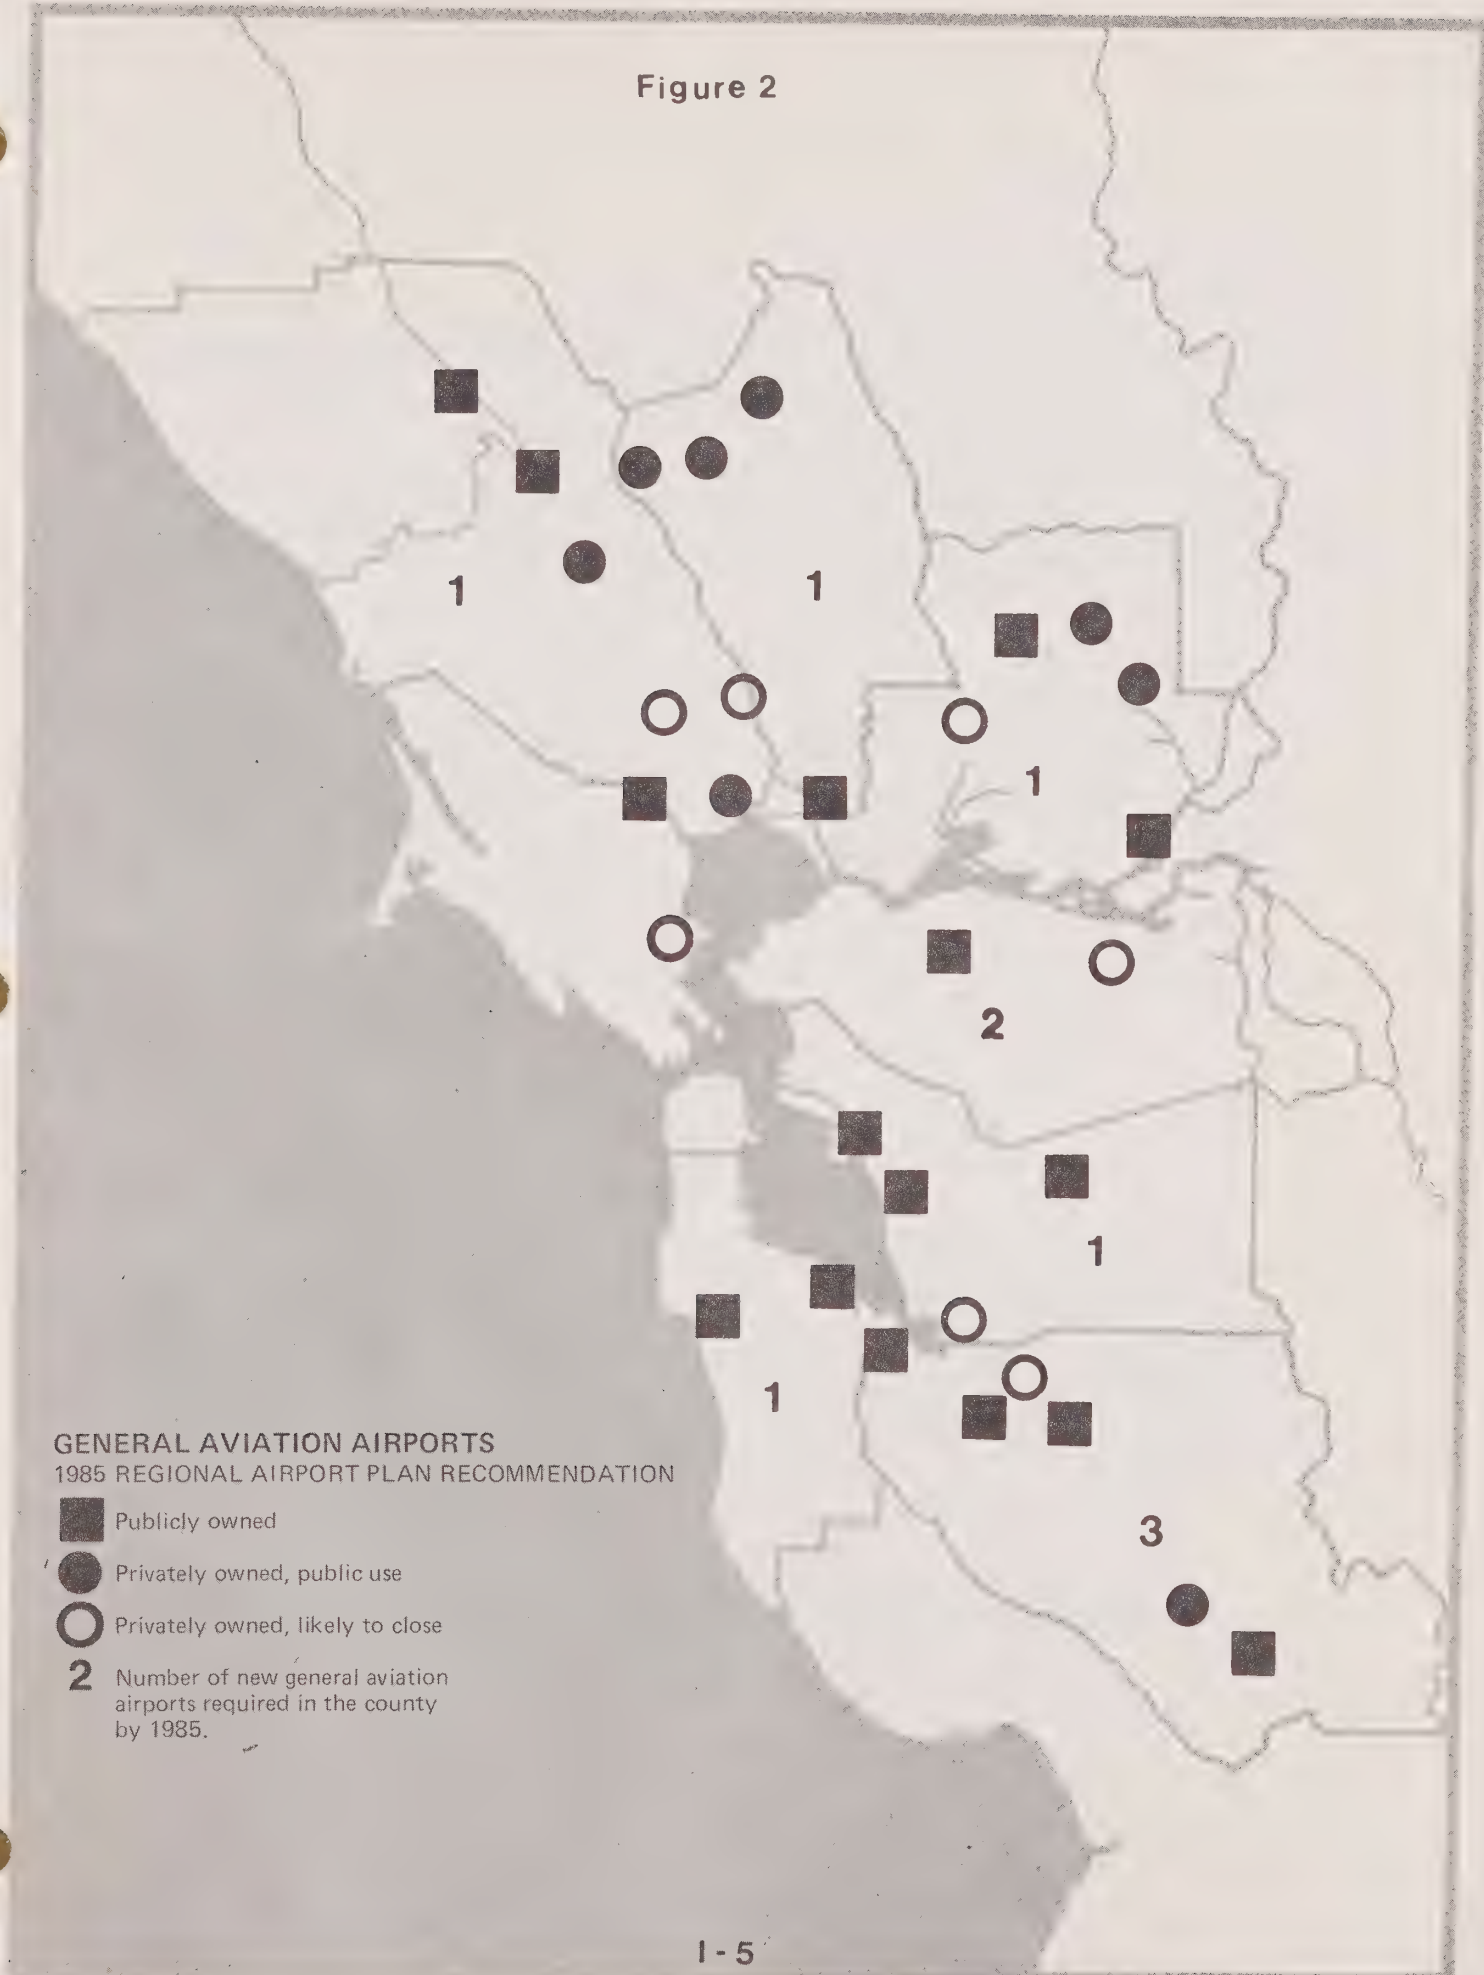 Figure 2
1
1
1
2
1
1
3
GENERAL AVIATION AIRPORTS
1985 REGIONAL AIRPORT PLAN RECOMMENDATION
Publicly owned
Privately owned, public use
Privately owned, likely to close
2 Number of new general aviation
airports required in the county
by 1985.
I-5